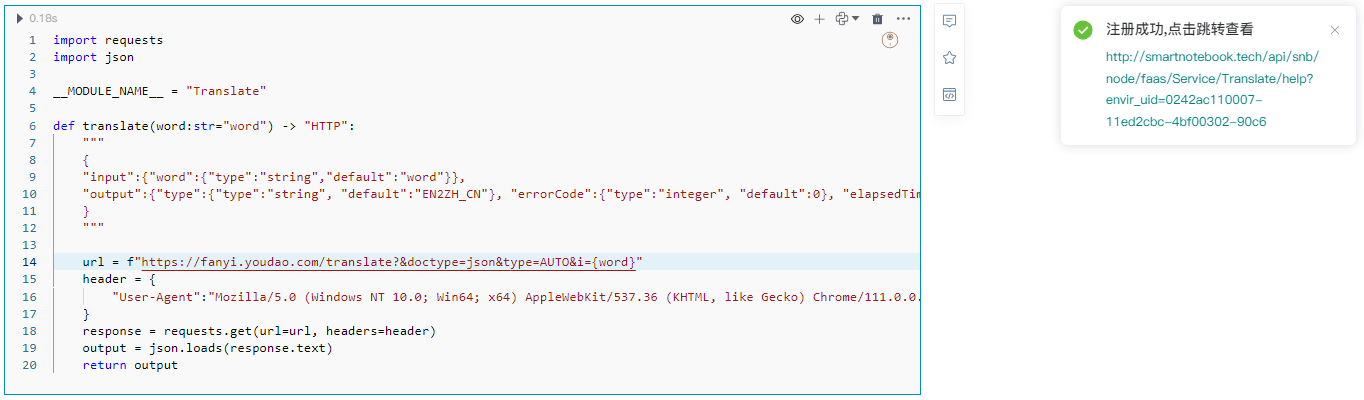 0.18s
1 import requests
2 import json
3
4 __MODULE_NAME__ = "Translate"
5
6 def translate(word:str="word") -> "HTTP":
7     """
8     {
9     "input":{"word":{"type":"string","default":"word"}},
10     "output":{"type":{"type":"string", "default":"EN2ZH_CN"}, "errorCode":{"type":"integer", "default":0}, "elapsedTim
11     }
12     """
13
14     url = f"https://fanyi.youdao.com/translate?&doctype=json&type=AUTO&i={word}"
15     header = {
16         "User-Agent":"Mozilla/5.0 (Windows NT 10.0; Win64; x64) AppleWebKit/537.36 (KHTML, like Gecko) Chrome/111.0.0.
17     }
18     response = requests.get(url=url, headers=header)
19     output = json.loads(response.text)
20     return output
注册成功,点击跳转查看
http://smartnotebook.tech/api/snb/
node/faas/Service/Translate/help?
envir_uid=0242ac110007-
11ed2cbc-4bf00302-90c6